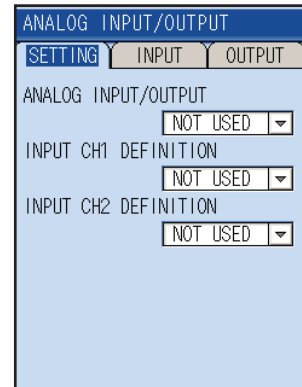 ANALOG INPUT/OUTPUT
SETTING INPUT OUTPUT
ANALOG INPUT/OUTPUT
NOT USED
INPUT CH1 DEFINITION
NOT USED
INPUT CH2 DEFINITION
NOT USED